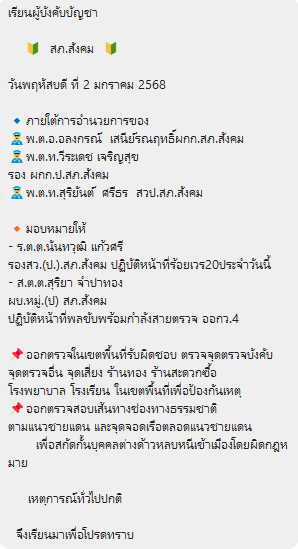 เรียนผู้บังคับบัญชา
🔰 สภ.สังคม 🔰
วันพฤหัสบดี ที่ 2 มกราคม 2568
🔹ภายใต้การอำนวยการของ
👮พ.ต.อ.อลงกรณ์ เสนีย์รณฤทธิ์ผกก.สภ.สังคม
👮พ.ต.ท.วีระเดช เจริญสุข
รอง ผกก.ป.สภ.สังคม
👮พ.ต.ท.สุริยันต์ ศรีธร สวป.สภ.สังคม
🔸มอบหมายให้
- ร.ต.ต.นันทวุฒิ แก้วศรี
รองสว.(ป.).สภ.สังคม ปฏิบัติหน้าที่ร้อยเวร20ประจำวันนี้
- ส.ต.ต.สุริยา จำปาทอง
ผบ.หมู่.(ป) สภ.สังคม
ปฏิบัติหน้าที่พลขับพร้อมกำลังสายตรวจ ออกว.4
📌ออกตรวจในเขตพื้นที่รับผิดชอบ ตรวจจุดตรวจบังคับ
จุดตรวจอื่น จุดเสี่ยง ร้านทอง ร้านสะดวกซื้อ
โรงพยาบาล โรงเรียน ในเขตพื้นที่เพื่อป้องกันเหตุ
📌ออกตรวจสอบเส้นทางช่องทางธรรมชาติ
ตามแนวชายแดน และจุดจอดเรือตลอดแนวชายแดน
เพื่อสกัดกั้นบุคคลต่างด้าวหลบหนีเข้าเมืองโดยผิดกฎห
มาย
เหตุการณ์ทั่วไปปกติ
จึงเรียนมาเพื่อโปรดทราบ